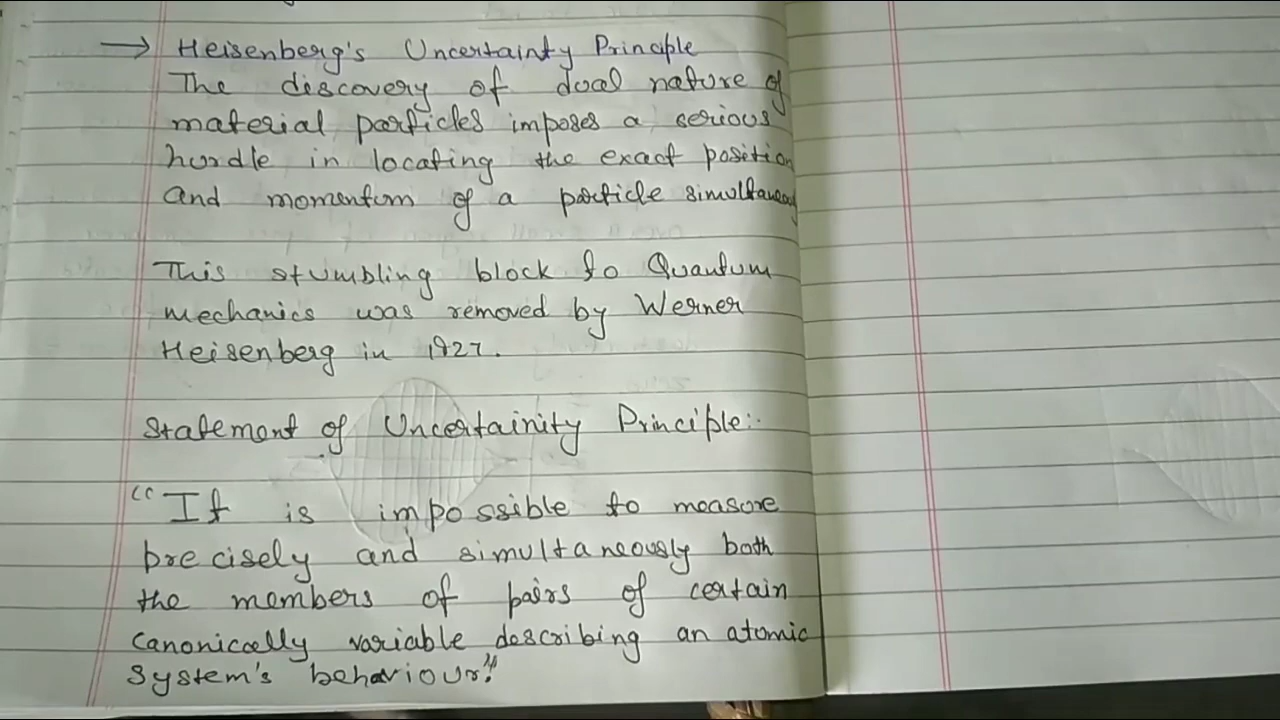 → Heisenberg's Uncertainty Principle
The discovery of dual nature of
material particles imposes a serious
hurdle in locating the exact position
and momentum of a particle simultaneously
This stumbling block to Quantum
mechanics was removed by Werner
Heisenberg in 1927.
Statement of Uncertainity Principle:-
"It is impossible to measure
precisely and simultaneously both
the members of pairs of certain
canonically variable describing an atomic
system's behaviour."